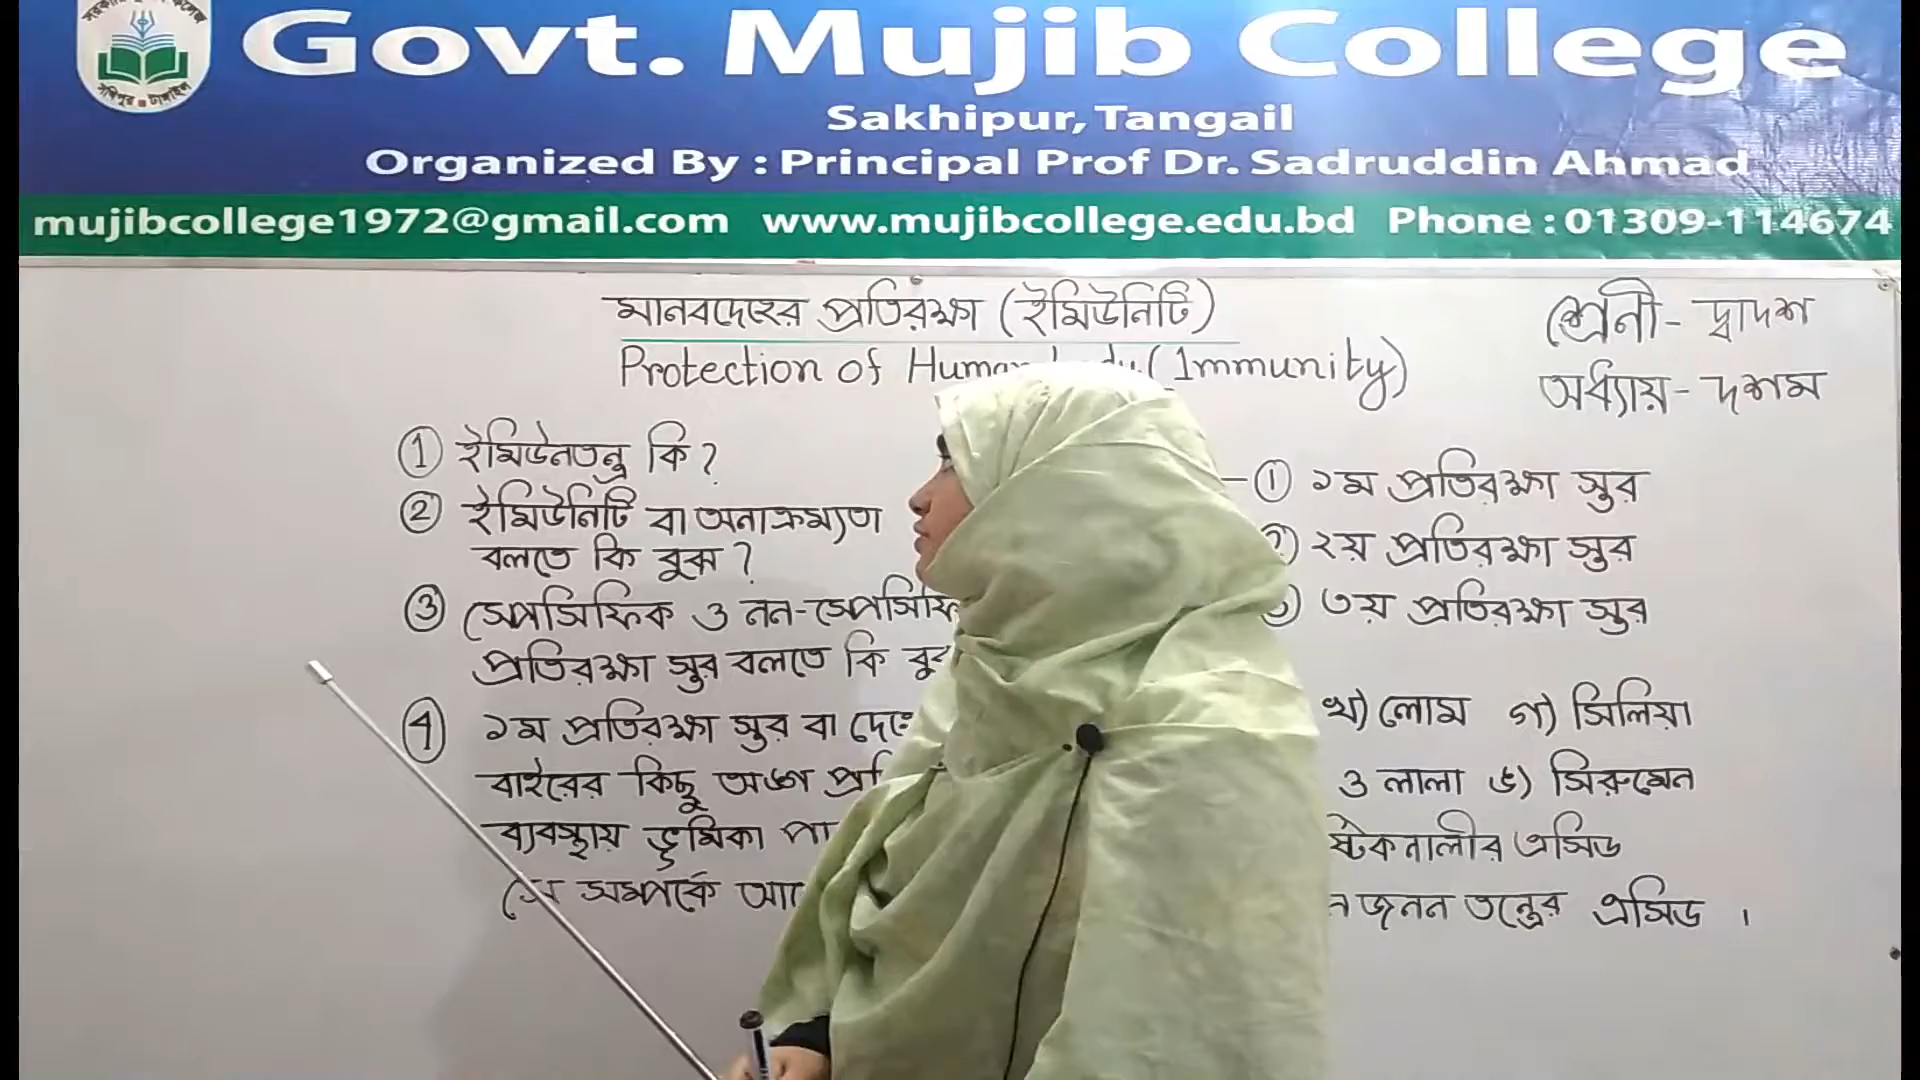 Govt. Mujib College
Sakhipur, Tangail
Organized By : Principal Prof Dr. Sadruddin Ahmad
mujibcollege1972@gmail.com www.mujibcollege.edu.bd Phone : 01309-114674
মানবদেহের প্রতিরক্ষা (ইমিউনিটি)
Protection of Human (Immunity)
শ্রেনী- দ্বাদশ
অধ্যায়- দশম
① ইমিউনতন্ত্র কি ?
② ইমিউনিটি বা অনাক্রম্যতা
বলতে কি বুঝ ?
③ স্পেসিফিক ও নন-স্পেসিফি
প্রতিরক্ষা স্তর বলতে কি
④ ১ম প্রতিরক্ষা স্তর বা
বাইরের কিছু অঙ্গ
ব্যবস্থায় ভূমিকা
সে সম্পর্কে
① ১ম প্রতিরক্ষা স্তর
২য় প্রতিরক্ষা স্তর
৩য় প্রতিরক্ষা স্তর
খ) লোম গ) সিলিয়া
ও লালা ঙ) সিরুমেন
এসিড
জনন তন্ত্রের এসিড ।